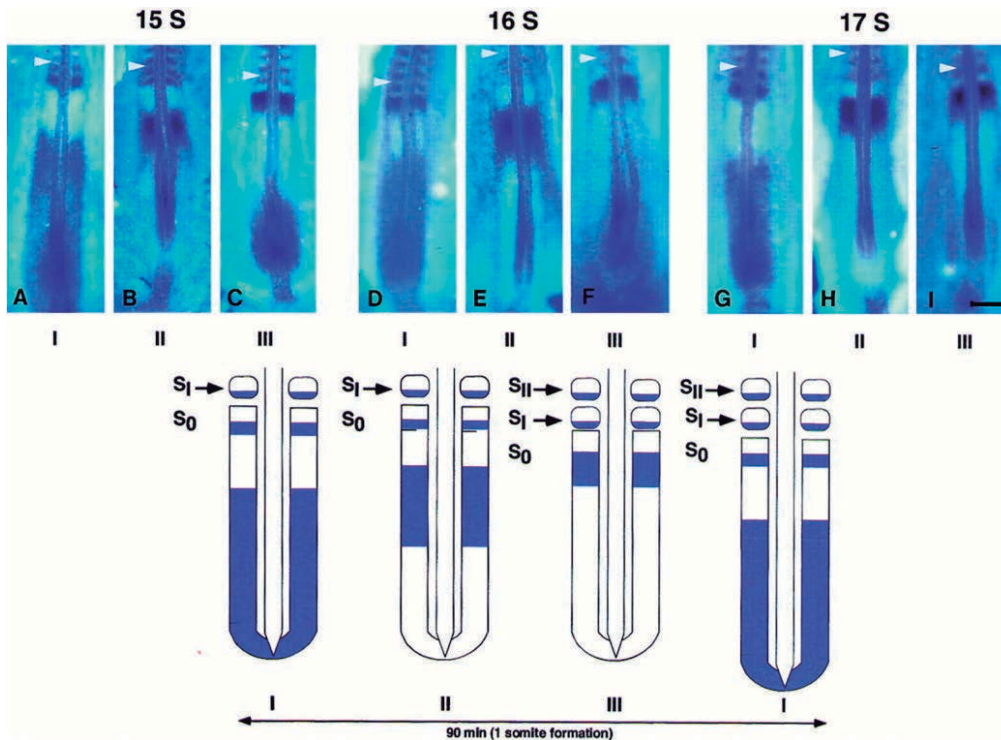 15 S 16 S 17 S
A B C D E F G H I
I II III I II III I II III
SI SI SII SII
S0 S0 SI SI
S0 S0
I II III I
90 min (1 somite formation)